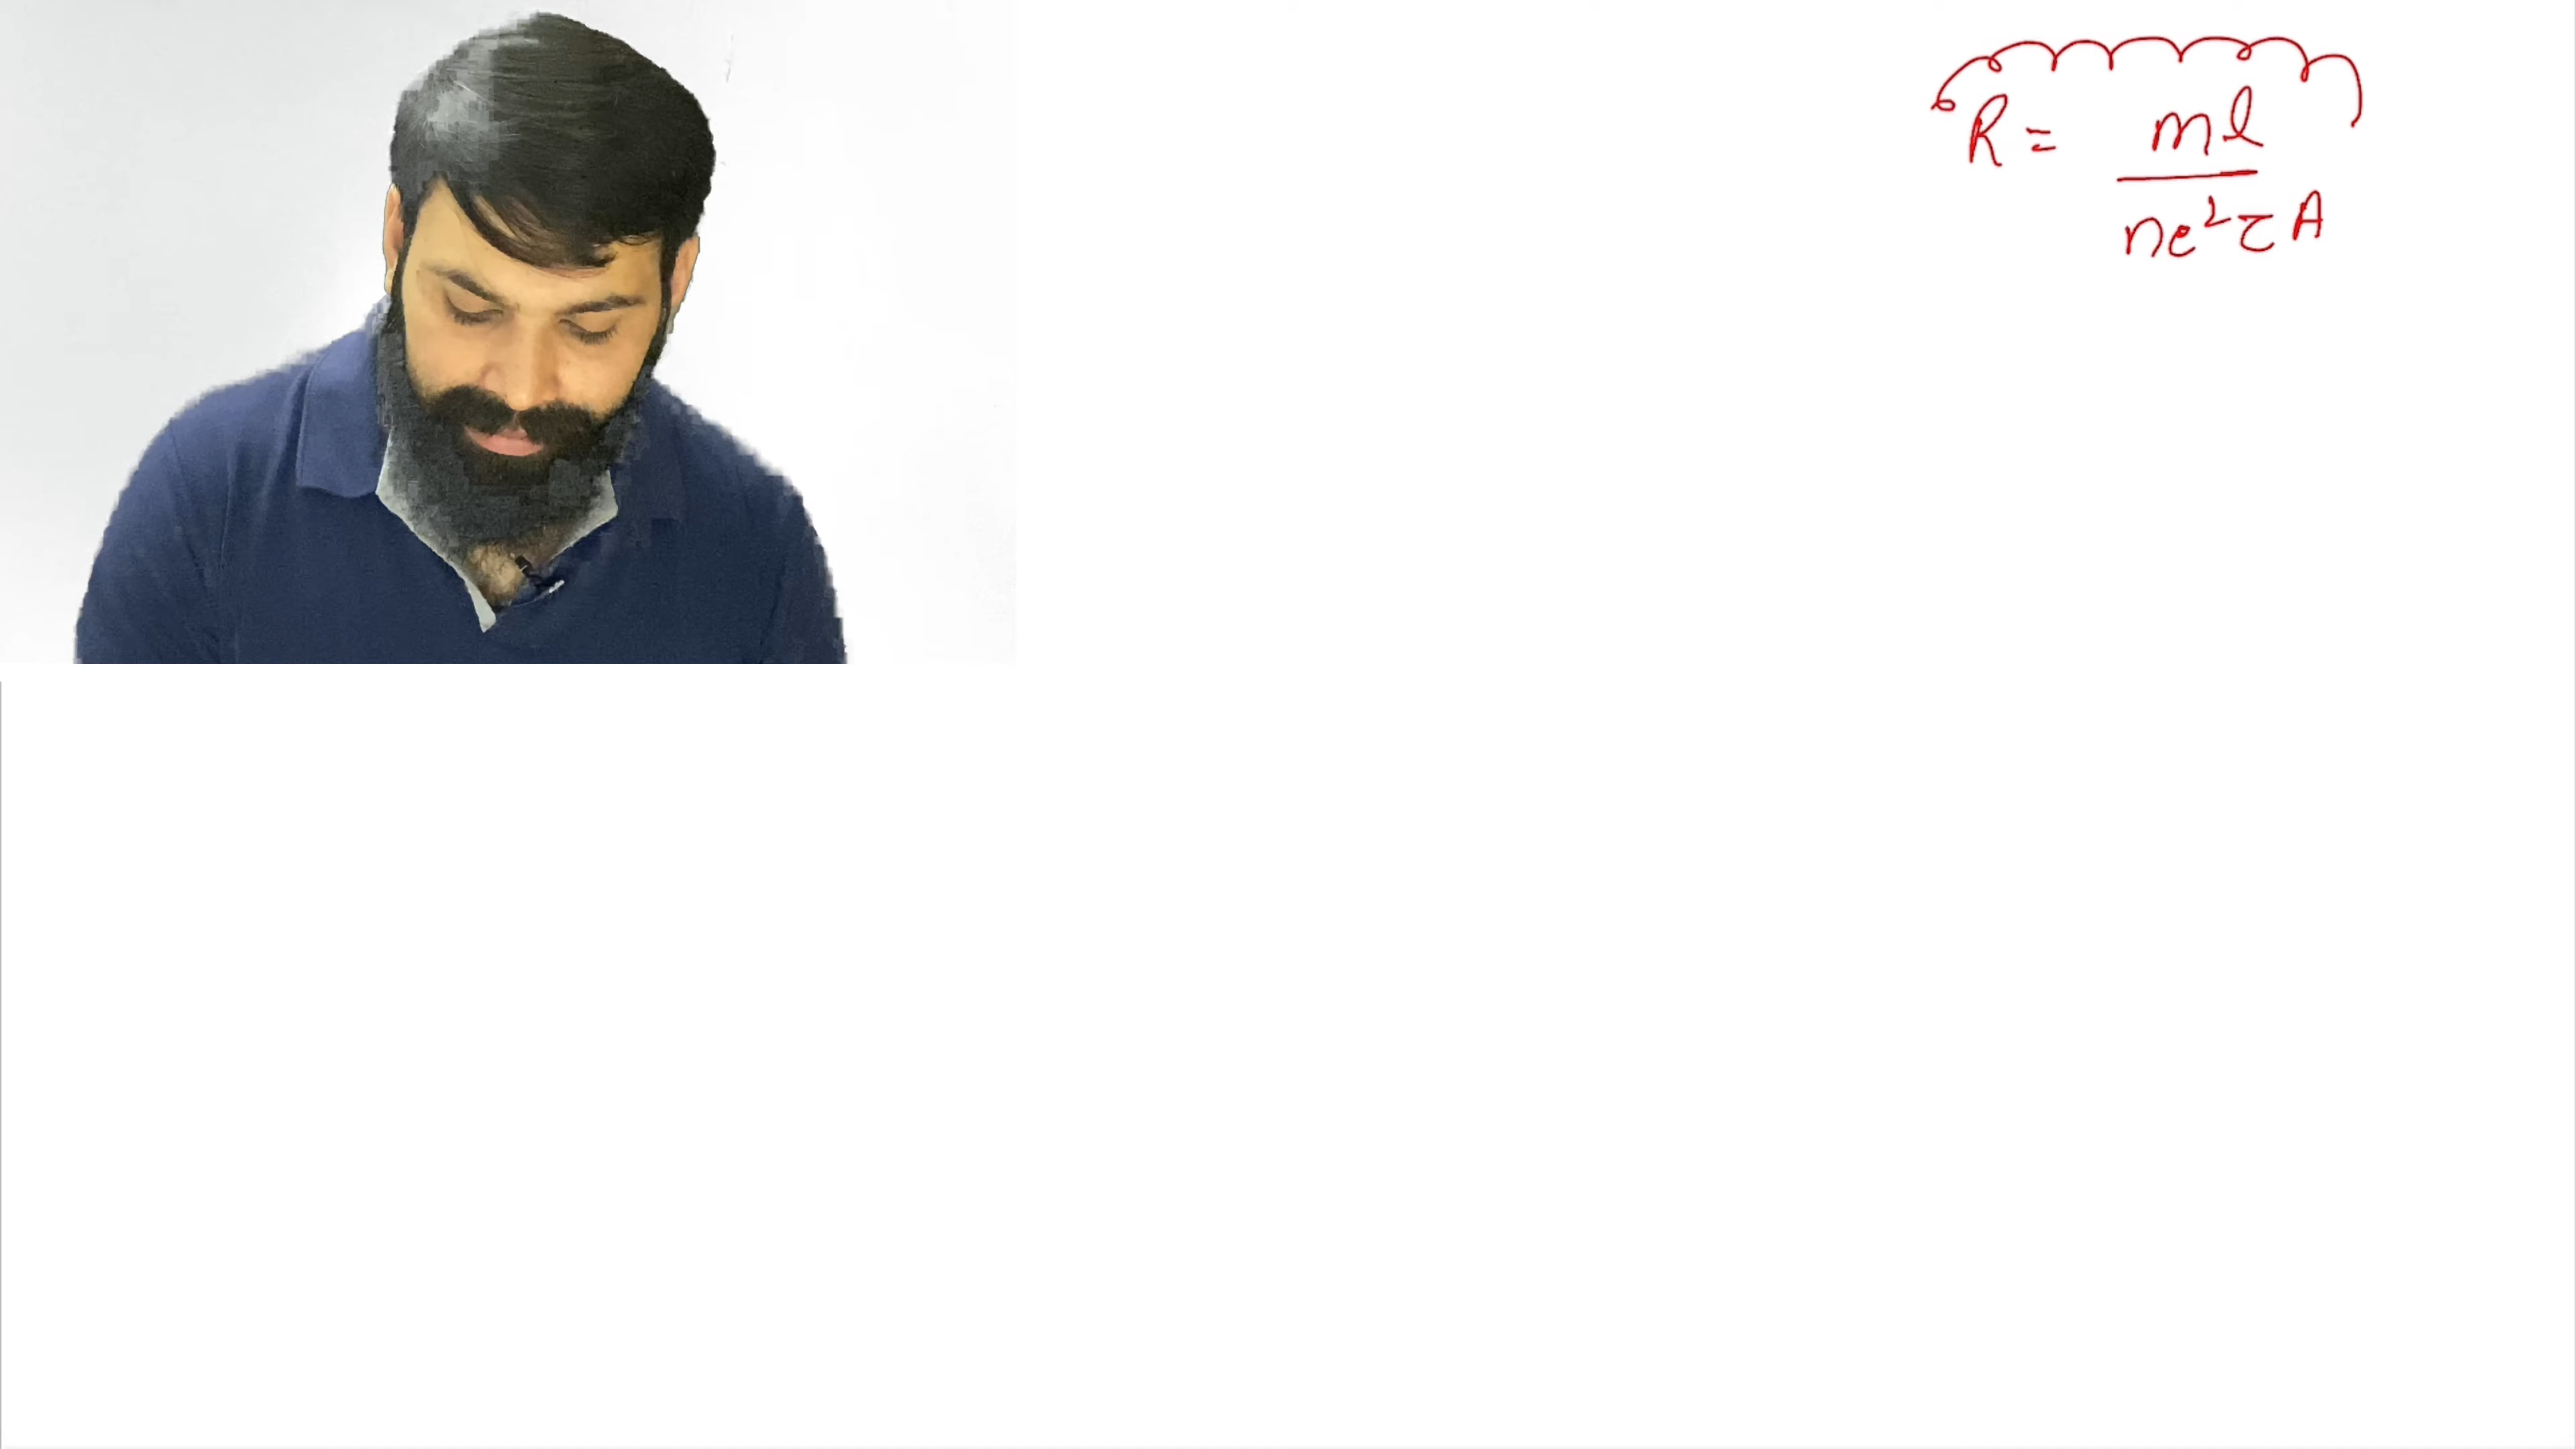 R = ml
ne²τA